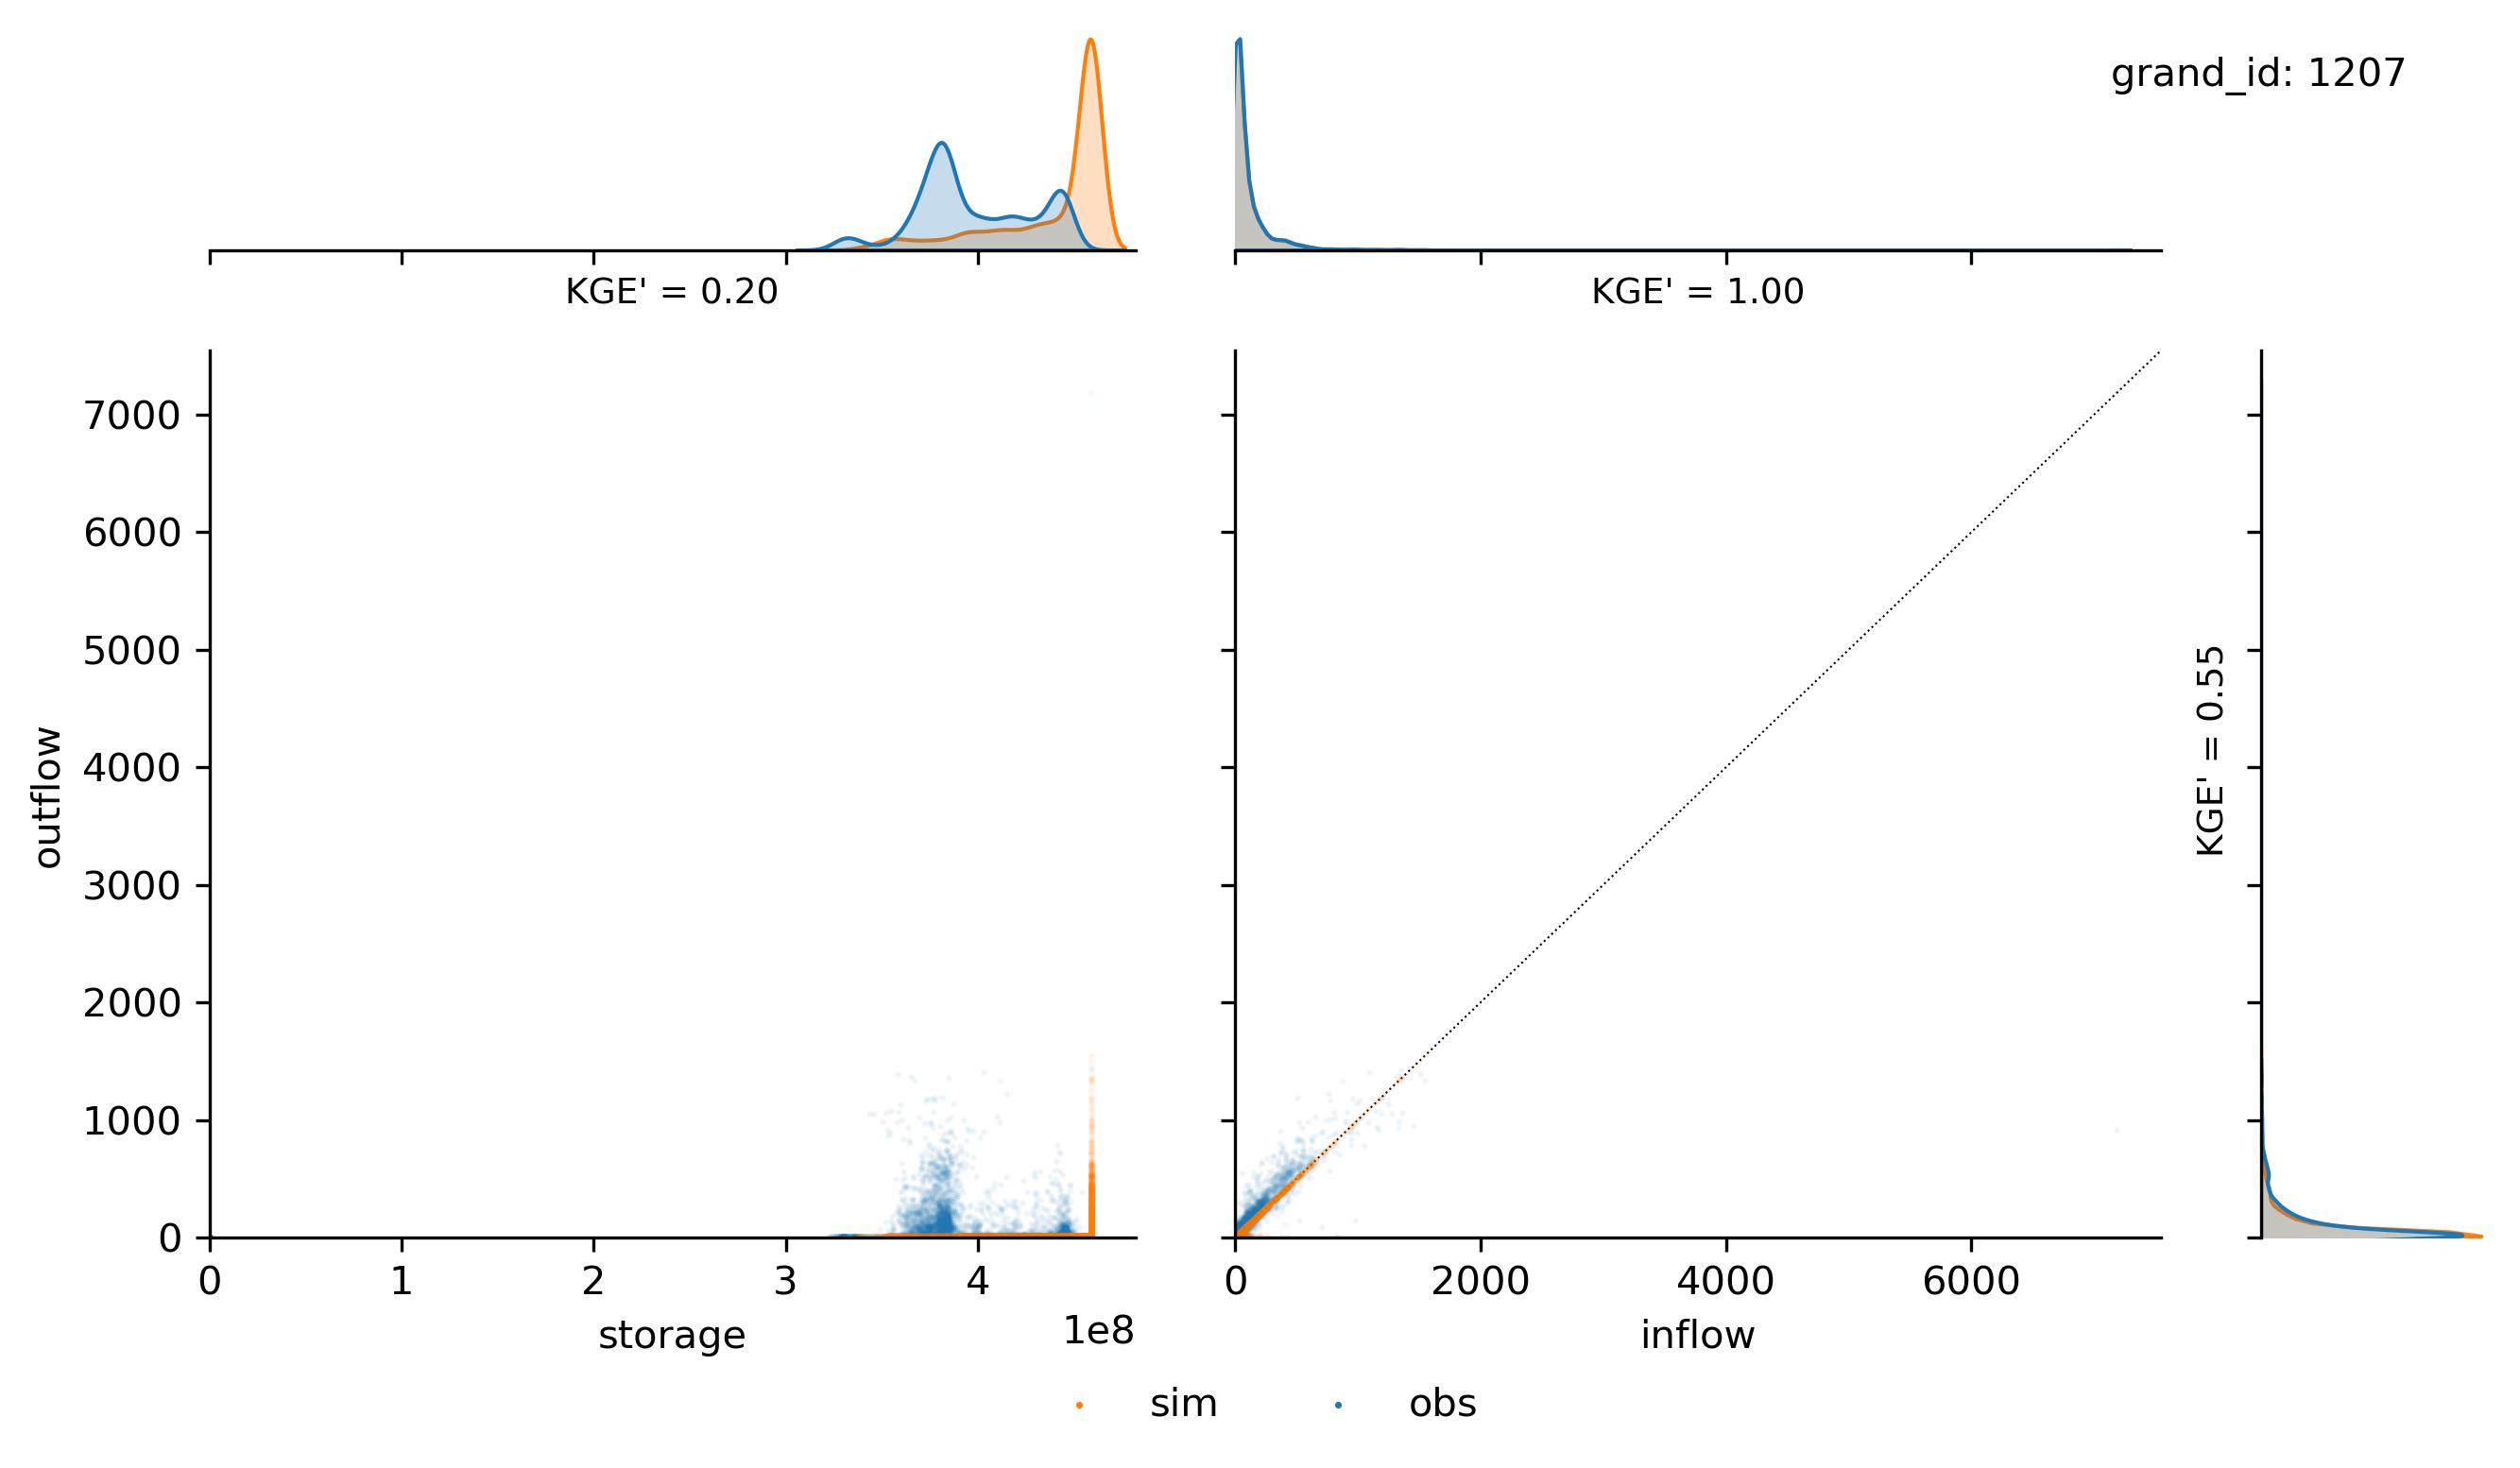 grand_id: 1207
KGE' = 0.20
KGE' = 1.00
outflow
7000
6000
5000
4000
3000
2000
1000
0
KGE' = 0.55
0 1 2 3 4
0 2000 4000 6000
storage
1e8
inflow
sim obs